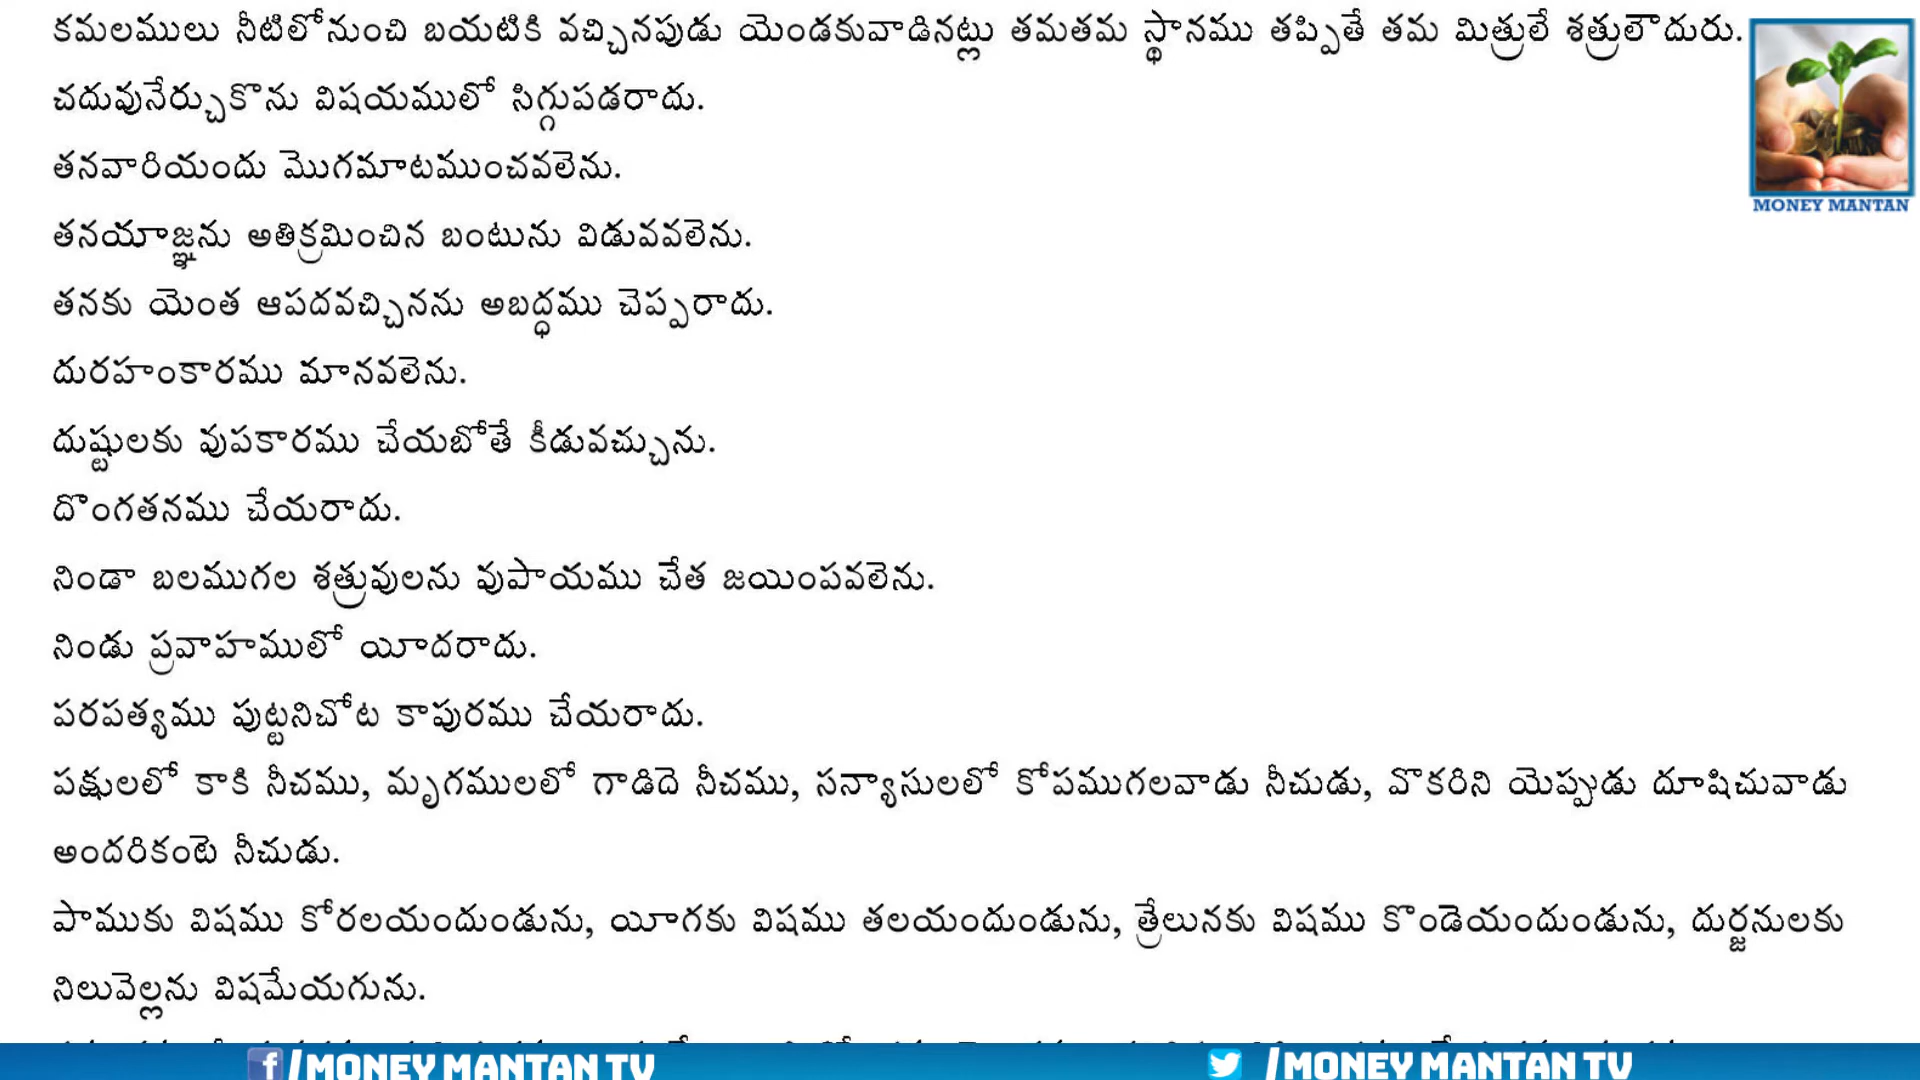 కమలములు నీటిలోనుంచి బయటికి వచ్చినపుడు యెండకువాడినట్లు తమతమ స్థానము తప్పితే తమ మిత్రులే శత్రులౌదురు.
చదువునేర్చుకొను విషయములో సిగ్గుపడరాదు.
తనవారియందు మొగమాటముంచవలెను.
తనయాజ్ఞను అతిక్రమించిన బంటును విడువవలెను.
తనకు యెంత ఆపదవచ్చినను అబద్ధము చెప్పరాదు.
దురహంకారము మానవలెను.
దుష్టులకు వుపకారము చేయబోతే కీడువచ్చును.
దొంగతనము చేయరాదు.
నిండా బలముగల శత్రువులను వుపాయము చేత జయింపవలెను.
నిండు ప్రవాహములో యీదరాదు.
పరపత్యము పుట్టనిచోట కాపురము చేయరాదు.
పక్షులలో కాకి నీచము, మృగములలో గాడిదె నీచము, సన్యాసులలో కోపముగలవాడు నీచుడు, వొకరిని యెప్పుడు దూషిచువాడు
అందరికంటె నీచుడు.
పాముకు విషము కోరలయందుండును, యీగకు విషము తలయందుండును, త్రేలునకు విషము కొండెయందుండును, దుర్జనులకు
నిలువెల్లను విషమేయగును.
MONEY MANTAN
/MONEY MANTAN TV
/MONEY MANTAN TV